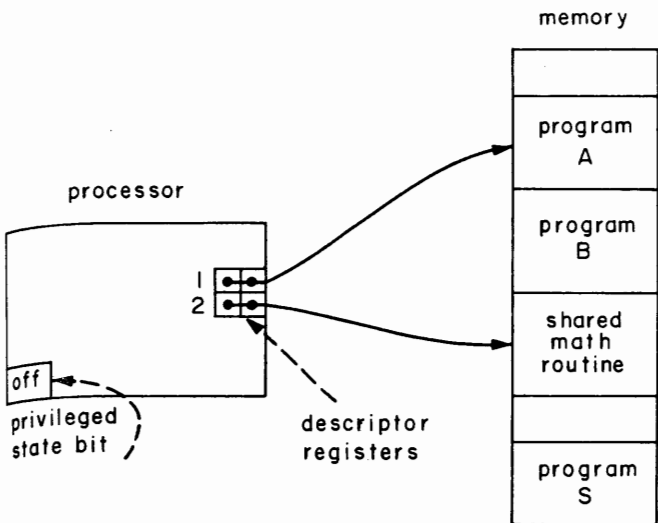 memory
program
A
processor
program
B
1
2
shared
math
routine
off
privileged
state bit
descriptor
registers
program
S